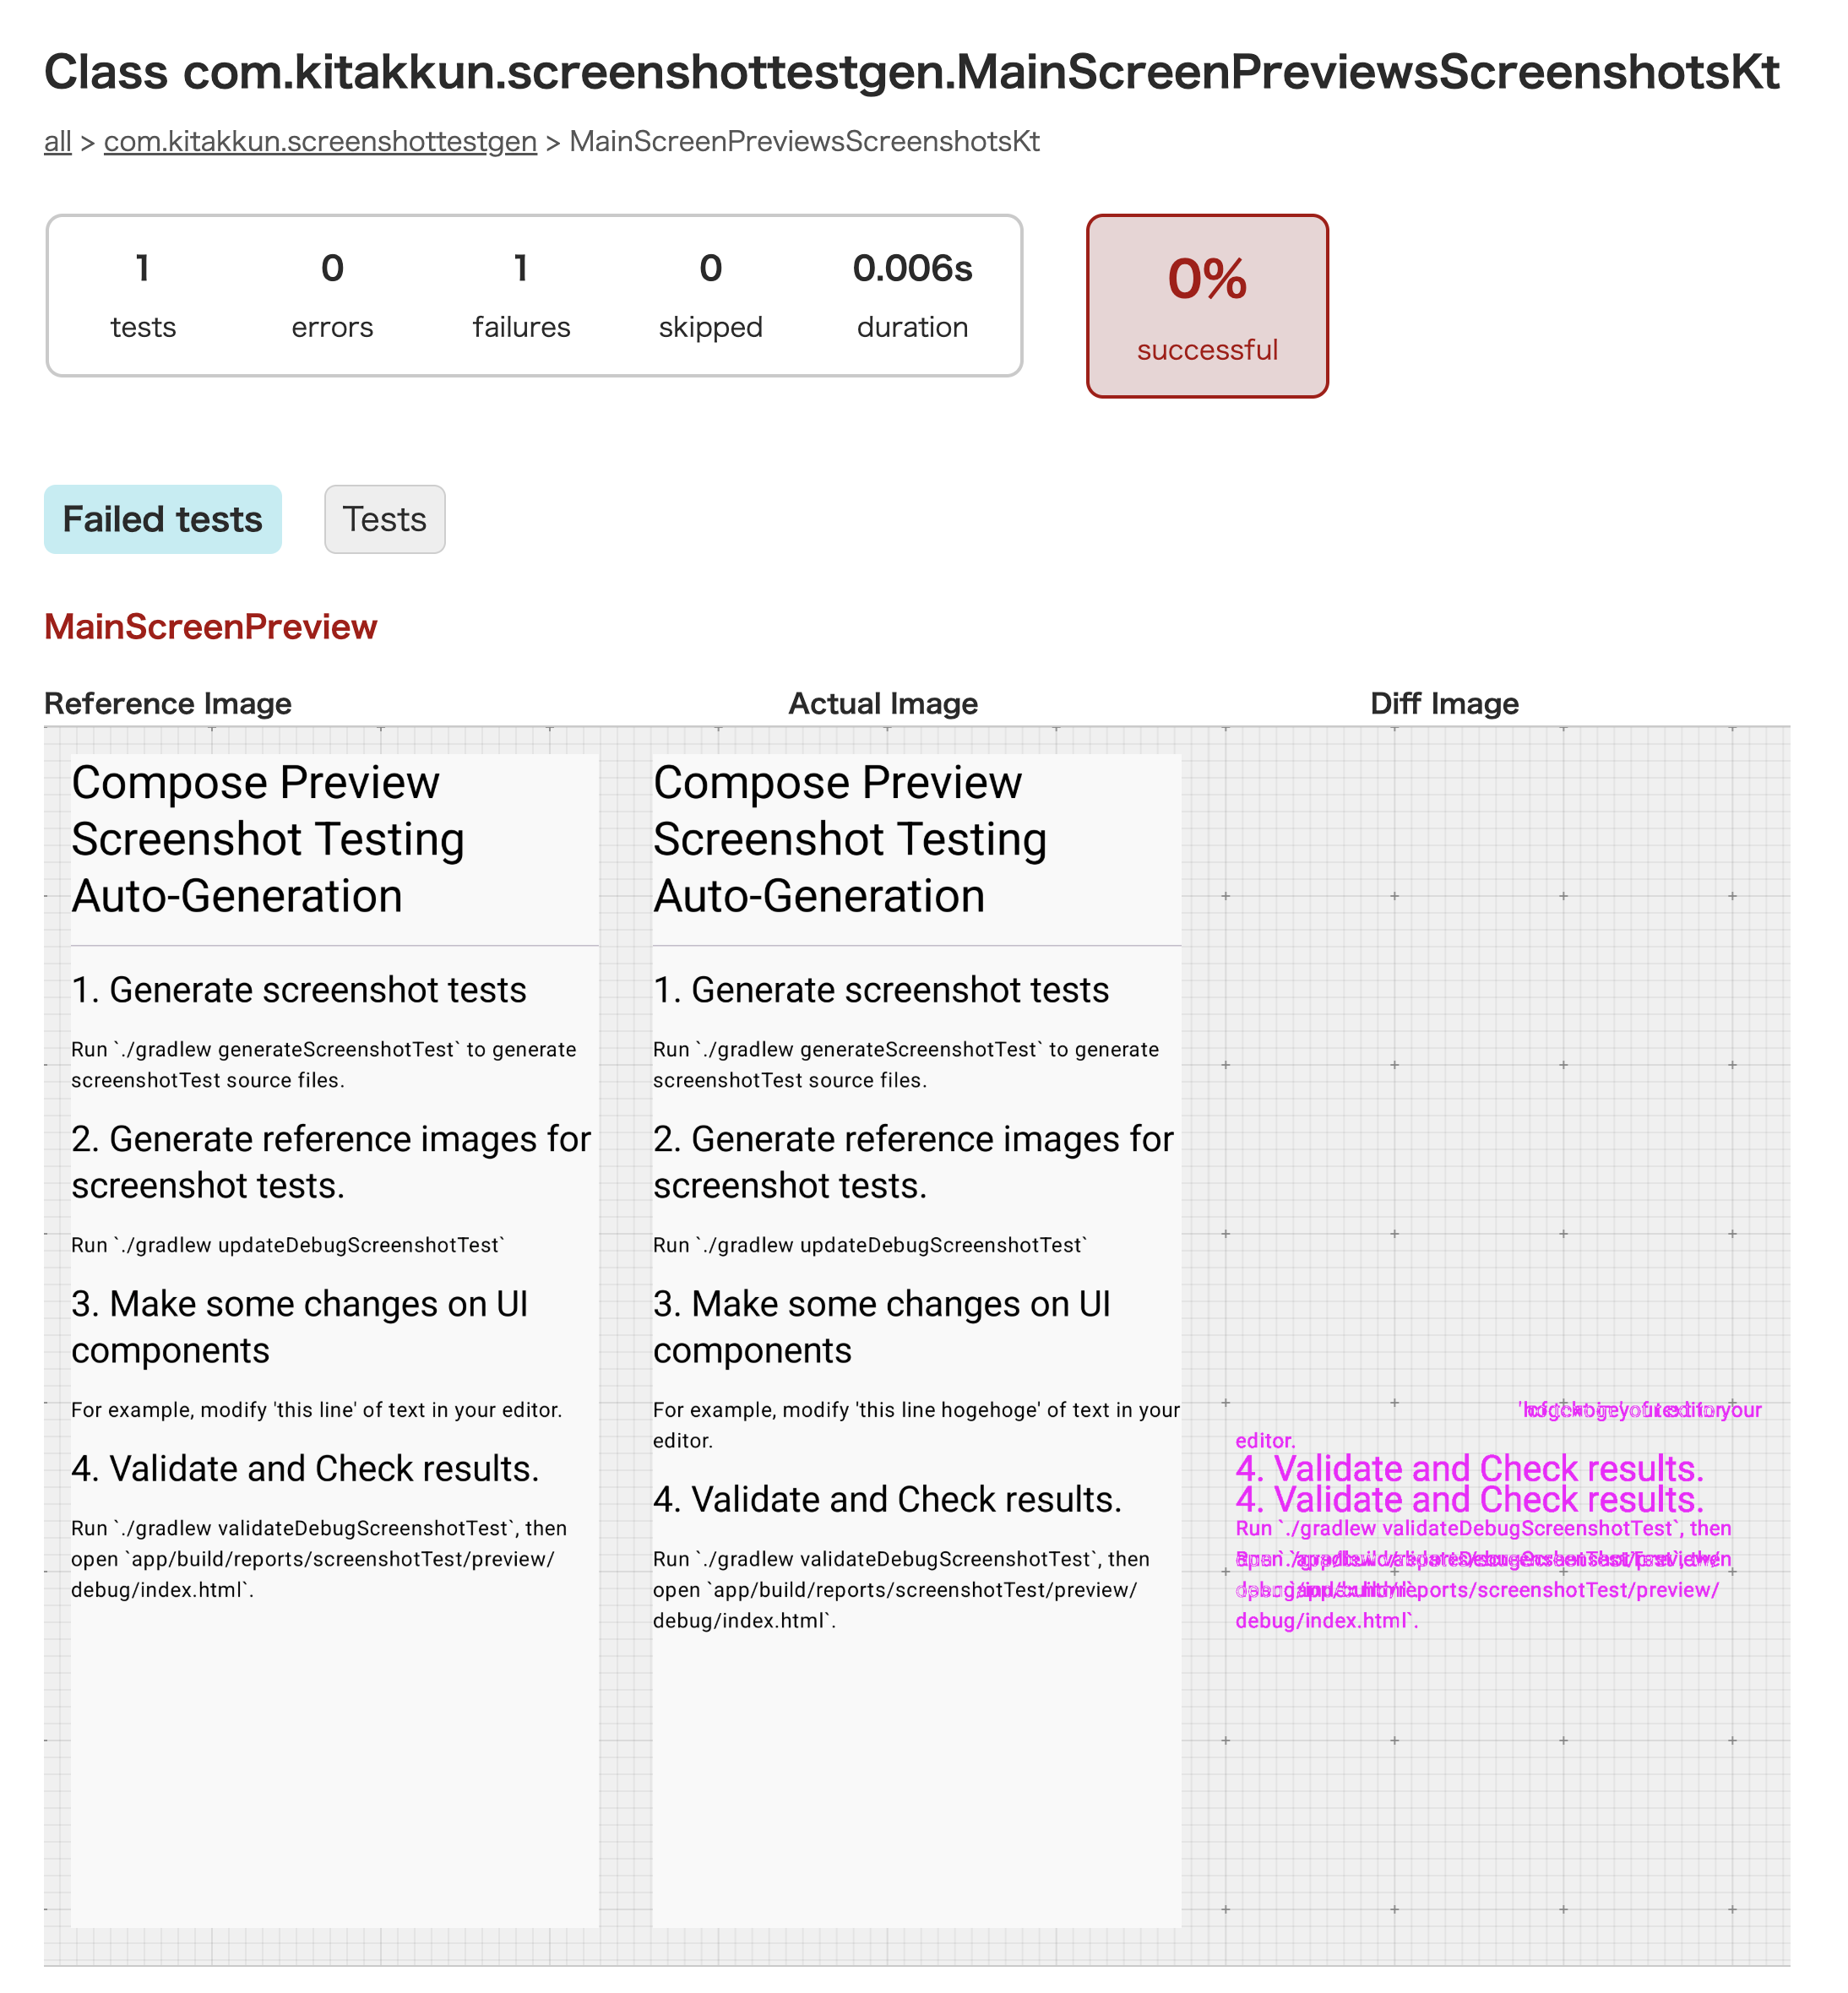 Class com.kitakkun.screenshottestgen.MainScreenPreviewsScreenshotsKt
all > com.kitakkun.screenshottestgen > MainScreenPreviewsScreenshotsKt
1 0 1 0 0.006s
tests errors failures skipped duration
0%
successful
Failed tests Tests
MainScreenPreview
Reference Image Actual Image Diff Image
Compose Preview
Screenshot Testing
Auto-Generation
1. Generate screenshot tests
Run `./gradlew generateScreenshotTest` to generate
screenshotTest source files.
2. Generate reference images for
screenshot tests.
Run `./gradlew updateDebugScreenshotTest`
3. Make some changes on UI
components
For example, modify 'this line' of text in your editor.
4. Validate and Check results.
Run `./gradlew validateDebugScreenshotTest`, then
open `app/build/reports/screenshotTest/preview/
debug/index.html`.
Compose Preview
Screenshot Testing
Auto-Generation
1. Generate screenshot tests
Run `./gradlew generateScreenshotTest` to generate
screenshotTest source files.
2. Generate reference images for
screenshot tests.
Run `./gradlew updateDebugScreenshotTest`
3. Make some changes on UI
components
For example, modify 'this line hogehoge' of text in your
editor.
4. Validate and Check results.
Run `./gradlew validateDebugScreenshotTest`, then
open `app/build/reports/screenshotTest/preview/
debug/index.html`.
your
editor.
4. Validate and Check results.
4. Validate and Check results.
Run `./gradlew validateDebugScreenshotTest`, then
reports/screenshotTest/preview/
debug/index.html`.